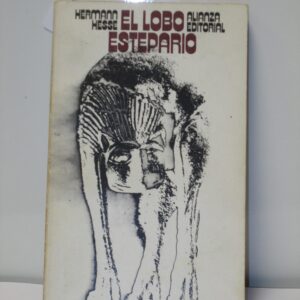 HERMANN HESSE
EL LOBO ESTEPARIO
ALIANZA EDITORIAL